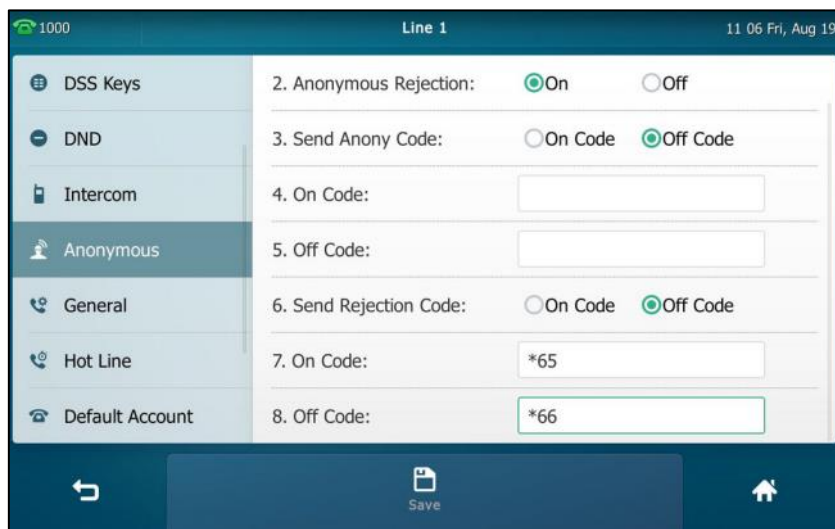 1000 Line 1 11 06 Fri, Aug 19
DSS Keys
DND
Intercom
Anonymous
General
Hot Line
Default Account
2. Anonymous Rejection: On Off
3. Send Anony Code: On Code Off Code
4. On Code:
5. Off Code:
6. Send Rejection Code: On Code Off Code
7. On Code: *65
8. Off Code: *66
Save